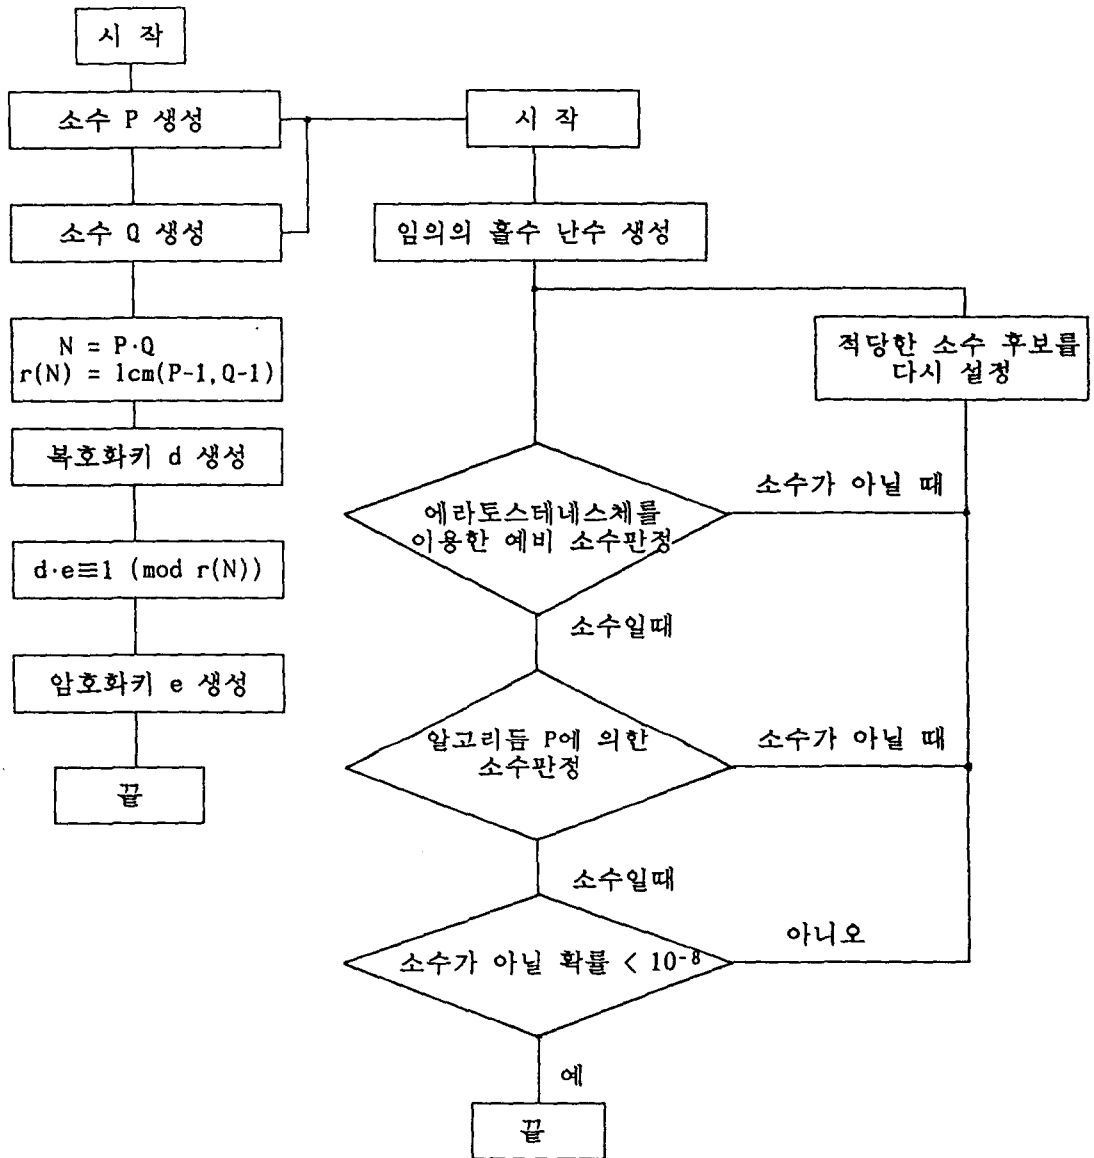 시 작
소수 P 생성
소수 Q 생성
N = P·Q
r(N) = lcm(P-1,Q-1)
복호화키 d 생성
d·e≡1 (mod r(N))
암호화키 e 생성
끝
시 작
임의의 홀수 난수 생성
적당한 소수 후보를
다시 설정
에라토스테네스체를
이용한 예비 소수판정
소수가 아닐 때
소수일때
알고리듬 P에 의한
소수판정
소수가 아닐 때
소수일때
소수가 아닐 확률 < 10⁻⁸
아니오
예
끝